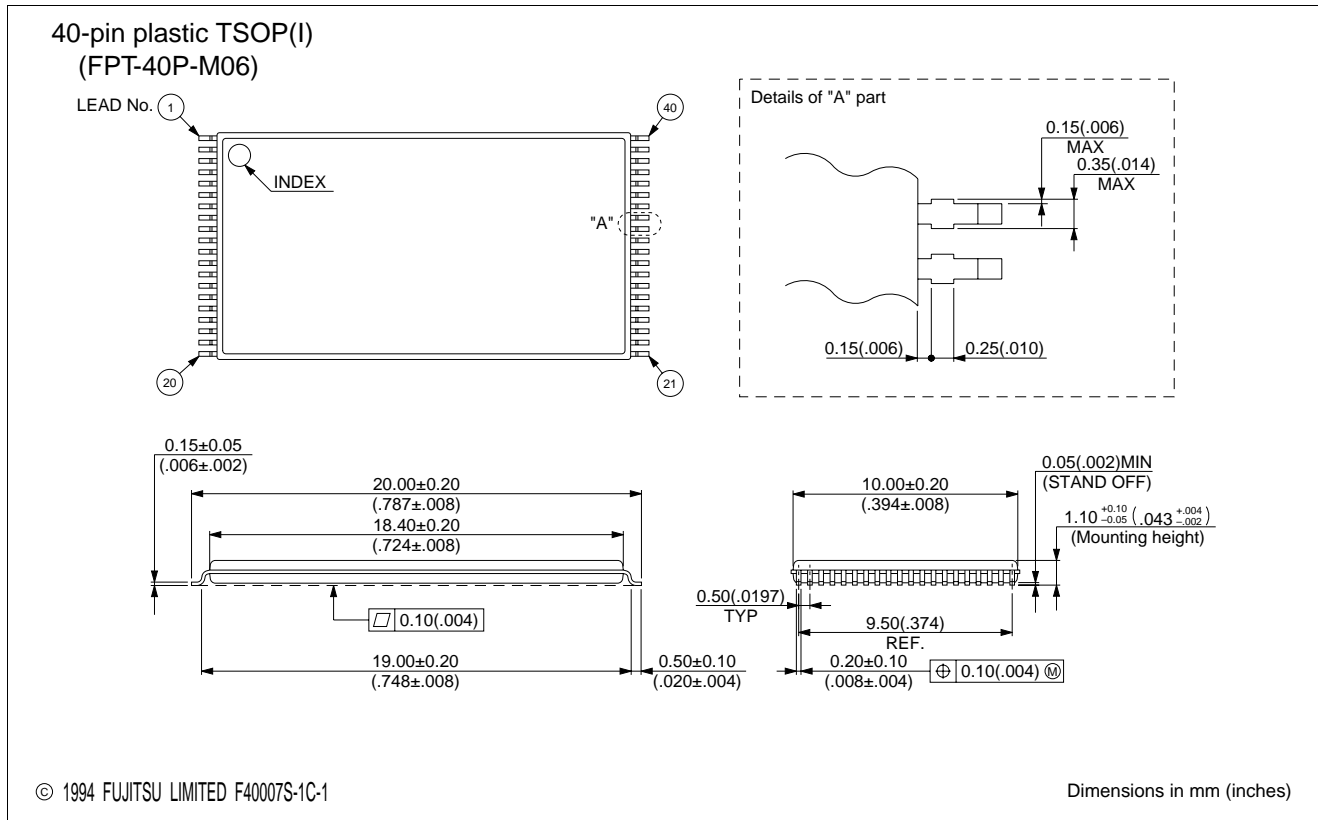 40-pin plastic TSOP(I)
(FPT-40P-M06)
LEAD No. 1
40
INDEX
"A"
20
21
Details of "A" part
0.15(.006)
MAX
0.35(.014)
MAX
0.15(.006)
0.25(.010)
0.15±0.05
(.006±.002)
20.00±0.20
(.787±.008)
18.40±0.20
(.724±.008)
0.10(.004)
19.00±0.20
(.748±.008)
0.50±0.10
(.020±.004)
10.00±0.20
(.394±.008)
0.05(.002)MIN
(STAND OFF)
1.10 +0.10 –0.05 (.043 +.004 –.002)
(Mounting height)
0.50(.0197)
TYP
9.50(.374)
REF.
0.20±0.10
(.008±.004)
⌖ 0.10(.004) Ⓜ
© 1994 FUJITSU LIMITED F40007S-1C-1
Dimensions in mm (inches)